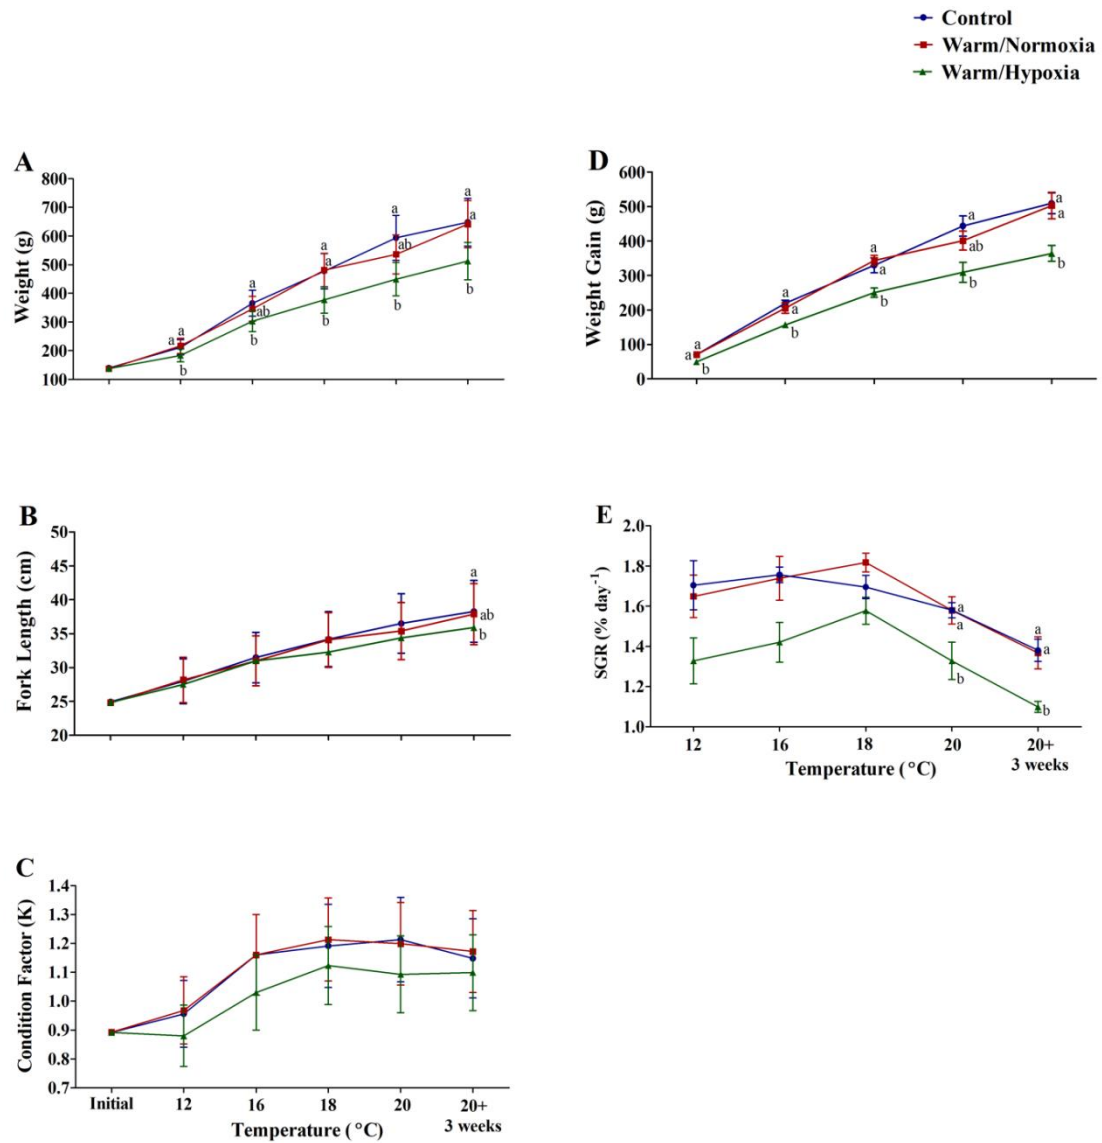 Control
Warm/Normoxia
Warm/Hypoxia
A
Weight (g)
800
700
600
500
400
300
200
100
a a b
a ab b
a a b
a ab b
a a b
D
Weight Gain (g)
600
500
400
300
200
100
0
a a b
a a b
a a b
a ab b
a a b
B
Fork Length (cm)
50
45
40
35
30
25
20
a
ab
b
E
SGR (% day-1)
2.0
1.8
1.6
1.4
1.2
1.0
a
a
b
a
a
b
12 16 18 20 20+
3 weeks
Temperature (°C)
C
Condition Factor (K)
1.4
1.3
1.2
1.1
1.0
0.9
0.8
0.7
Initial 12 16 18 20 20+
3 weeks
Temperature (°C)